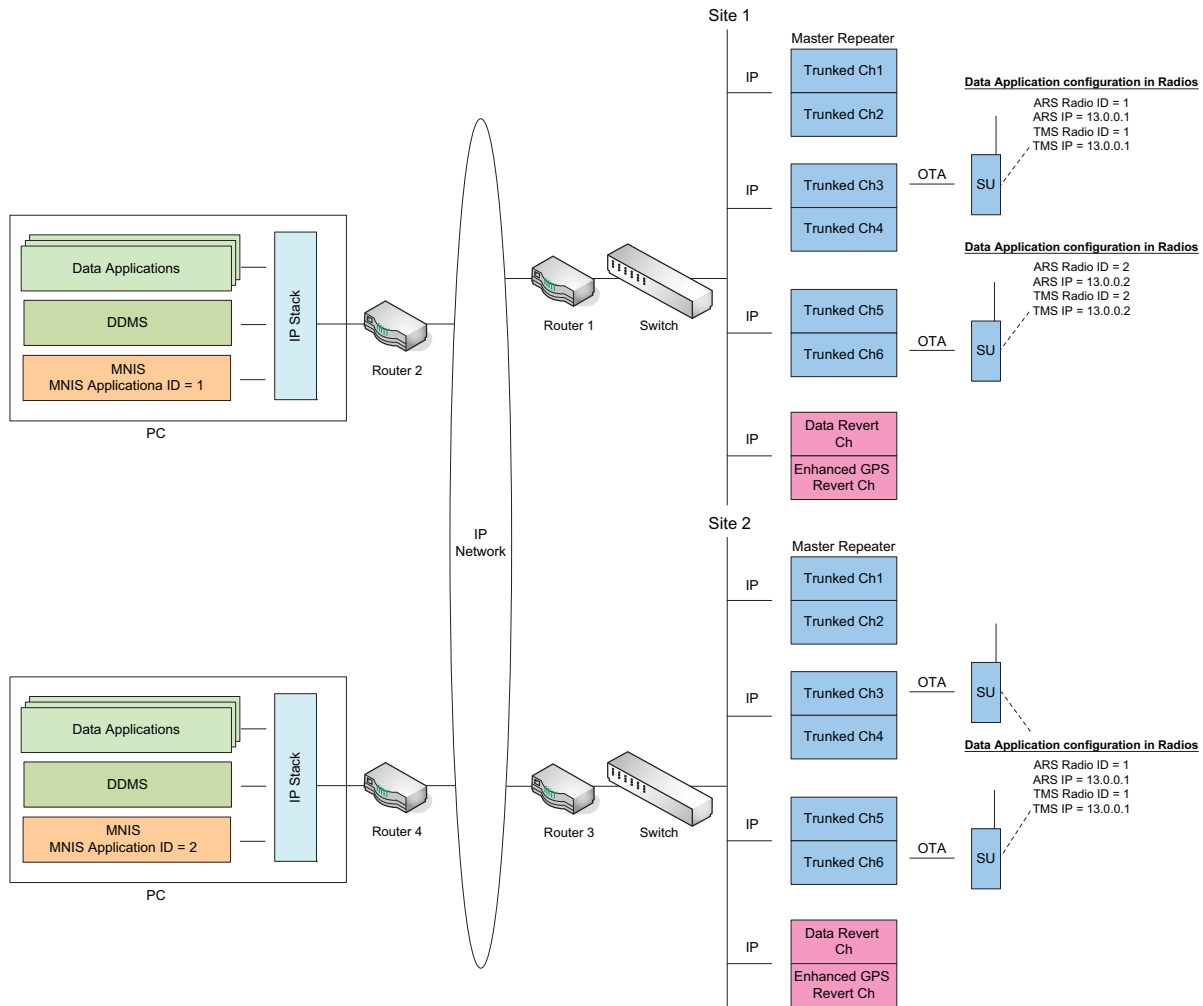 Site 1
Master Repeater
IP
Trunked Ch1
Trunked Ch2
Data Application configuration in Radios
ARS Radio ID = 1
ARS IP = 13.0.0.1
TMS Radio ID = 1
TMS IP = 13.0.0.1
IP
Trunked Ch3
Trunked Ch4
OTA
SU
Data Application configuration in Radios
ARS Radio ID = 2
ARS IP = 13.0.0.2
TMS Radio ID = 2
TMS IP = 13.0.0.2
IP
Trunked Ch5
Trunked Ch6
OTA
SU
IP
Data Revert
Ch
Enhanced GPS
Revert Ch
Data Applications
DDMS
MNIS
MNIS Applicationa ID = 1
IP Stack
PC
Router 2
Router 1
Switch
IP
Network
Site 2
Master Repeater
IP
Trunked Ch1
Trunked Ch2
IP
Trunked Ch3
Trunked Ch4
OTA
SU
Data Application configuration in Radios
ARS Radio ID = 1
ARS IP = 13.0.0.1
TMS Radio ID = 1
TMS IP = 13.0.0.1
IP
Trunked Ch5
Trunked Ch6
OTA
SU
IP
Data Revert
Ch
Enhanced GPS
Revert Ch
Data Applications
DDMS
MNIS
MNIS Application ID = 2
IP Stack
PC
Router 4
Router 3
Switch